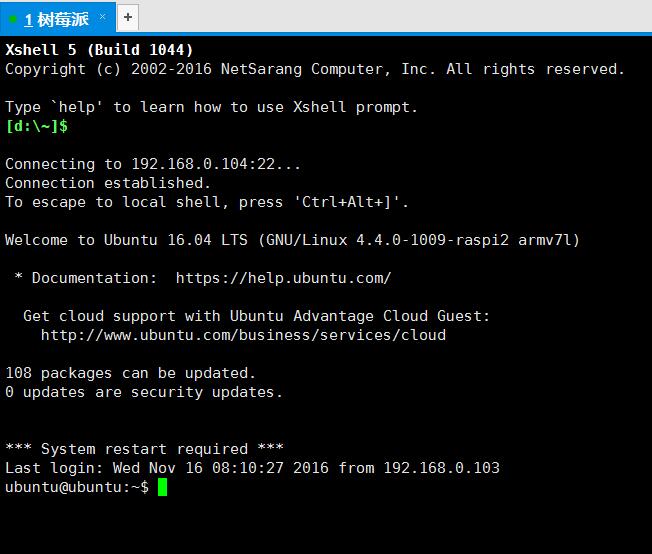 1 树莓派 × +
Xshell 5 (Build 1044)
Copyright (c) 2002-2016 NetSarang Computer, Inc. All rights reserved.
Type `help' to learn how to use Xshell prompt.
[d:\~]$
Connecting to 192.168.0.104:22...
Connection established.
To escape to local shell, press 'Ctrl+Alt+]'.
Welcome to Ubuntu 16.04 LTS (GNU/Linux 4.4.0-1009-raspi2 armv7l)
* Documentation:  https://help.ubuntu.com/
Get cloud support with Ubuntu Advantage Cloud Guest:
http://www.ubuntu.com/business/services/cloud
108 packages can be updated.
0 updates are security updates.
*** System restart required ***
Last login: Wed Nov 16 08:10:27 2016 from 192.168.0.103
ubuntu@ubuntu:~$